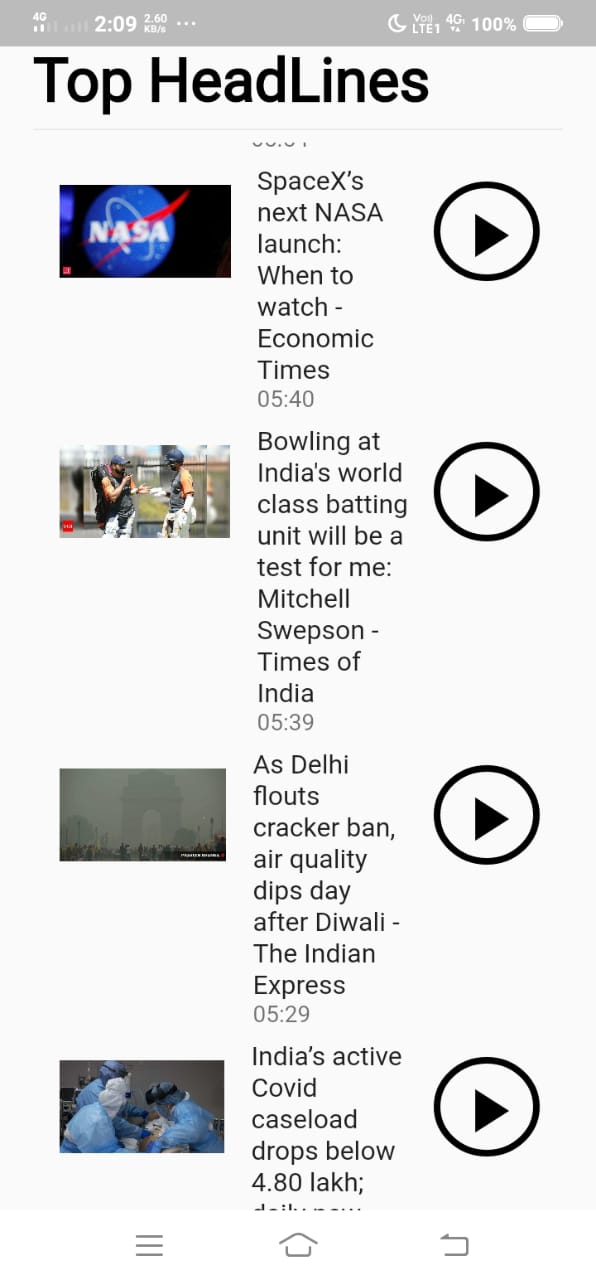 4G
2:09
2.60
KB/s
...
Vo))
LTE1
4G
100%
Top HeadLines
SpaceX’s
next NASA
launch:
When to
watch -
Economic
Times
05:40
NASA
Bowling at
India's world
class batting
unit will be a
test for me:
Mitchell
Swepson -
Times of
India
05:39
As Delhi
flouts
cracker ban,
air quality
dips day
after Diwali -
The Indian
Express
05:29
India’s active
Covid
caseload
drops below
4.80 lakh;
daily new